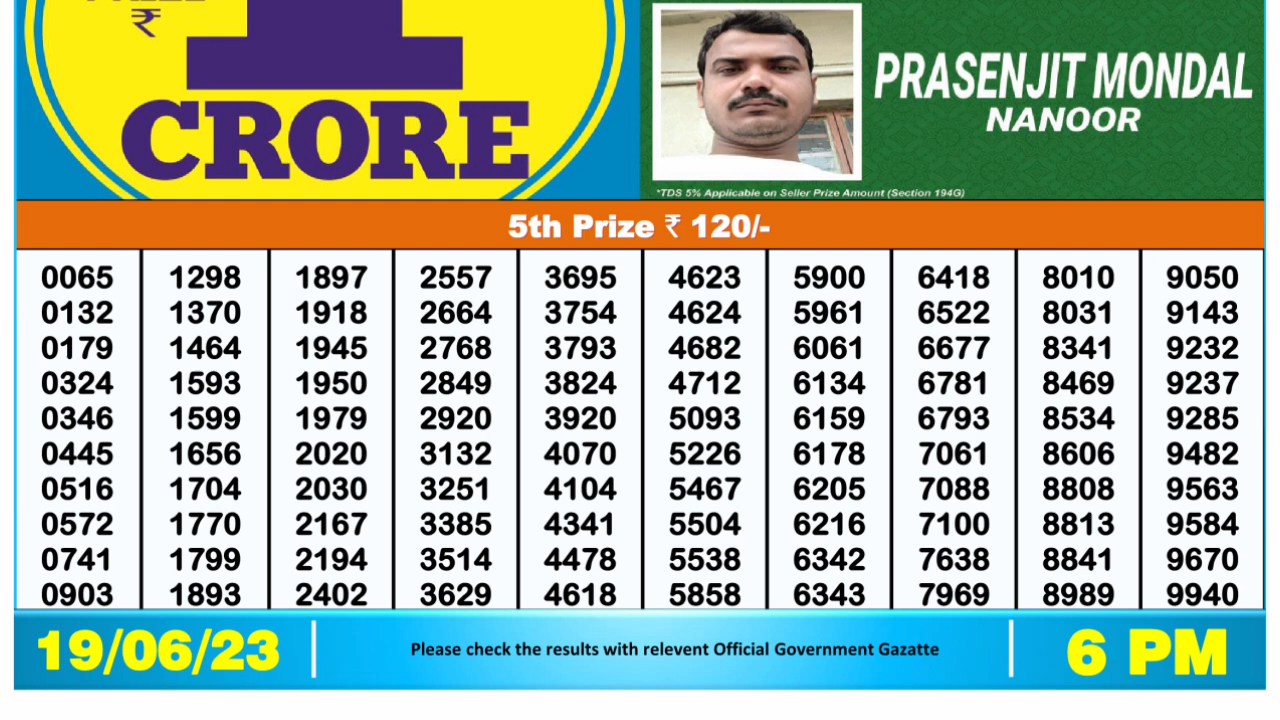 ₹
CRORE
PRASENJIT MONDAL
NANOOR
*TDS 5% Applicable on Seller Prize Amount (Section 194G)
5th Prize ₹ 120/-
0065 1298 1897 2557 3695 4623 5900 6418 8010 9050
0132 1370 1918 2664 3754 4624 5961 6522 8031 9143
0179 1464 1945 2768 3793 4682 6061 6677 8341 9232
0324 1593 1950 2849 3824 4712 6134 6781 8469 9237
0346 1599 1979 2920 3920 5093 6159 6793 8534 9285
0445 1656 2020 3132 4070 5226 6178 7061 8606 9482
0516 1704 2030 3251 4104 5467 6205 7088 8808 9563
0572 1770 2167 3385 4341 5504 6216 7100 8813 9584
0741 1799 2194 3514 4478 5538 6342 7638 8841 9670
0903 1893 2402 3629 4618 5858 6343 7969 8989 9940
19/06/23
Please check the results with relevent Official Government Gazatte
6 PM